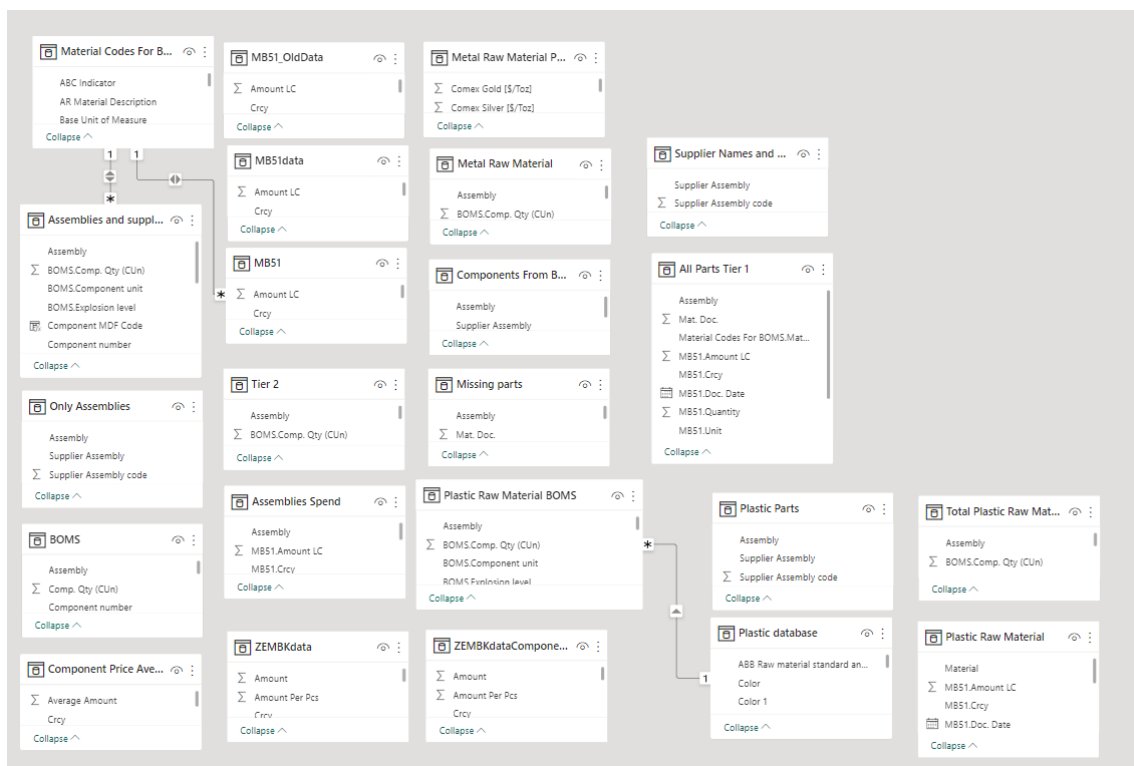 Material Codes For B...
ABC Indicator
AR Material Description
Base Unit of Measure
Collapse
1
1
*
Assemblies and suppl...
Assembly
BOMS.Comp. Qty (CUn)
BOMS.Component unit
BOMS.Explosion level
Component MDF Code
Component number
Collapse
Only Assemblies
Assembly
Supplier Assembly
Supplier Assembly code
Collapse
BOMS
Assembly
Comp. Qty (CUn)
Component number
Collapse
Component Price Ave...
Average Amount
Crcy
Collapse
MB51_OldData
Amount LC
Crcy
Collapse
MB51data
Amount LC
Crcy
Collapse
MB51
*
Amount LC
Crcy
Collapse
Tier 2
Assembly
BOMS.Comp. Qty (CUn)
Collapse
Assemblies Spend
Assembly
MB51.Amount LC
MB51.Crcy
Collapse
ZEMBKdata
Amount
Amount Per Pcs
Crcy
Collapse
Metal Raw Material P...
Comex Gold [$/Toz]
Comex Silver [$/Toz]
Collapse
Metal Raw Material
Assembly
BOMS.Comp. Qty (CUn)
Collapse
Components From B...
Assembly
Supplier Assembly
Collapse
Missing parts
Assembly
Mat. Doc.
Collapse
Plastic Raw Material BOMS
Assembly
BOMS.Comp. Qty (CUn)
BOMS.Component unit
BOMS.Explosion level
Collapse
*
ZEMBKdataCompone...
Amount
Amount Per Pcs
Crcy
Collapse
Supplier Names and ...
Supplier Assembly
Supplier Assembly code
Collapse
All Parts Tier 1
Assembly
Mat. Doc.
Material Codes For BOMS.Mat...
MB51.Amount LC
MB51.Crcy
MB51.Doc. Date
MB51.Quantity
MB51.Unit
Collapse
Plastic Parts
Assembly
Supplier Assembly
Supplier Assembly code
Collapse
Plastic database
ABB Raw material standard an...
1
Color
Color 1
Collapse
Total Plastic Raw Mat...
Assembly
BOMS.Comp. Qty (CUn)
Collapse
Plastic Raw Material
Material
MB51.Amount LC
MB51.Crcy
MB51.Doc. Date
Collapse